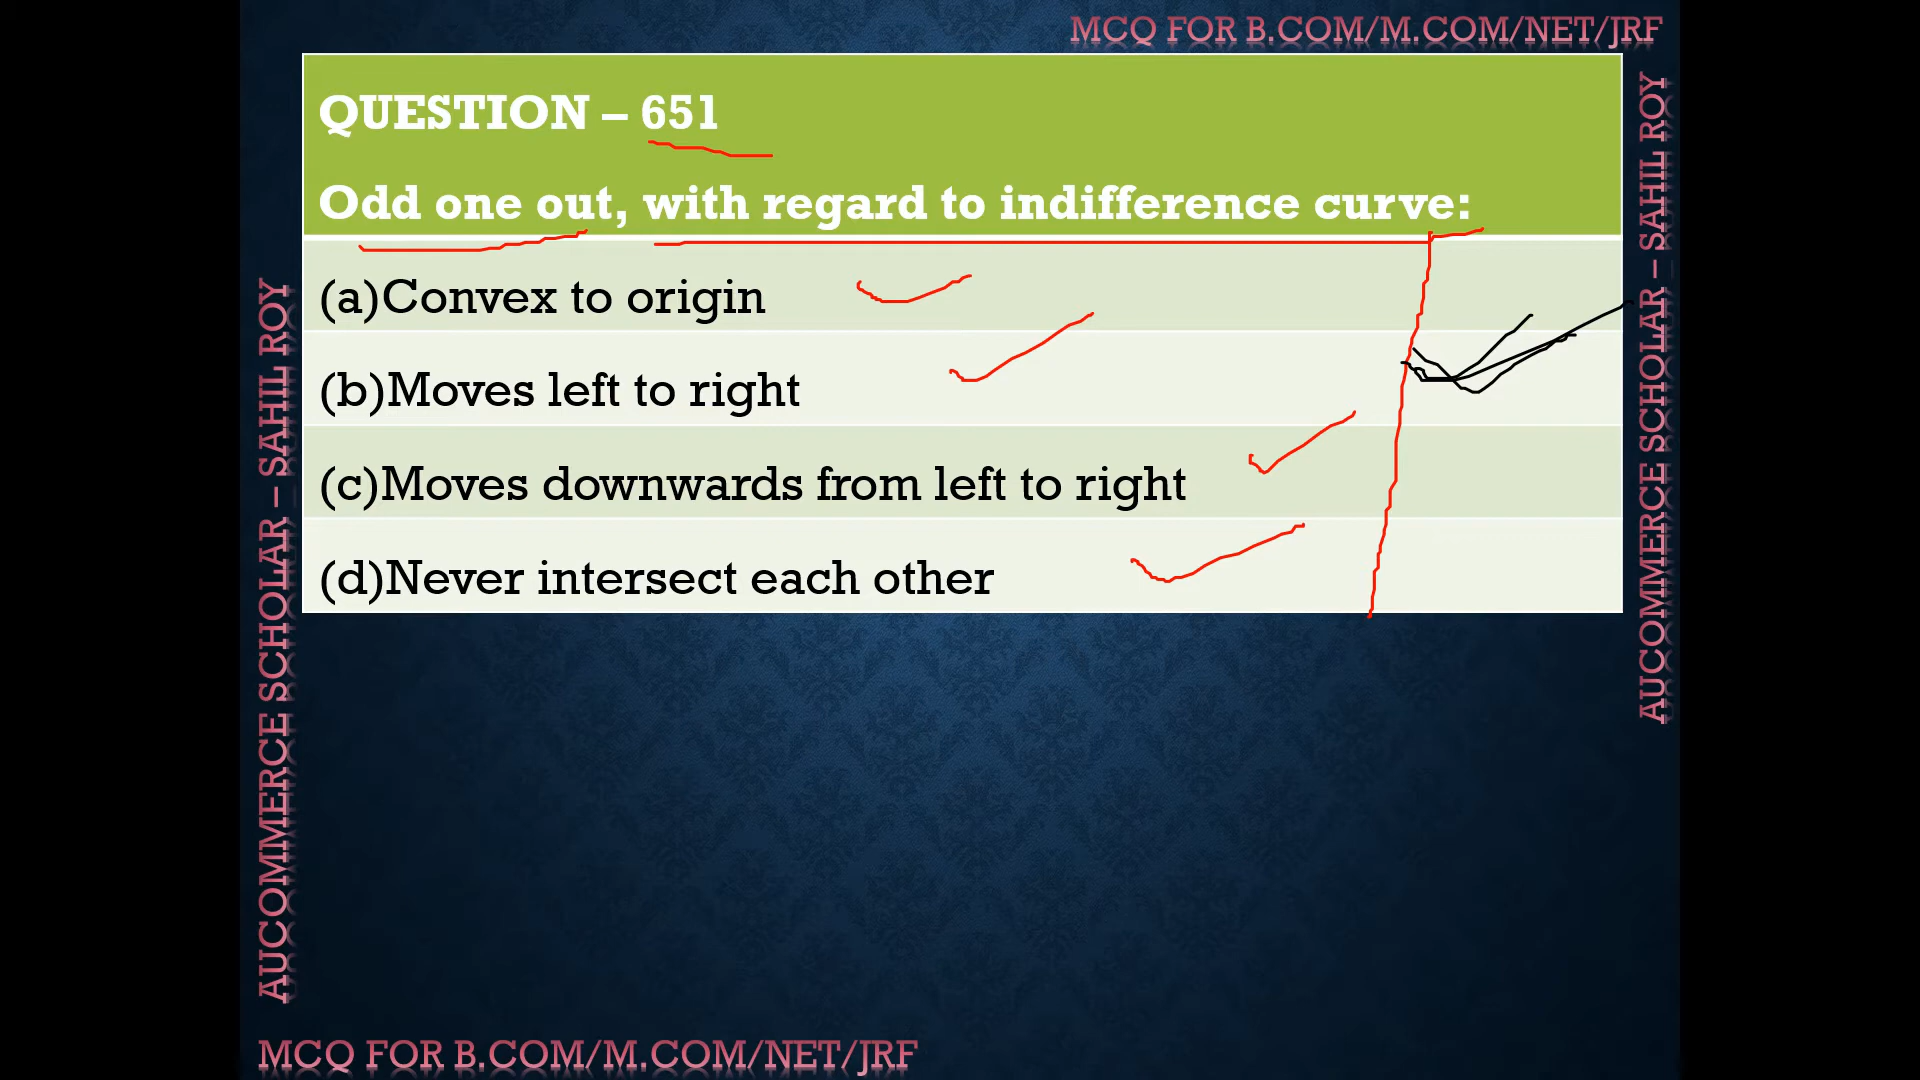 MCQ FOR B.COM/M.COM/NET/JRF
QUESTION – 651
Odd one out, with regard to indifference curve:
(a)Convex to origin
(b)Moves left to right
(c)Moves downwards from left to right
(d)Never intersect each other
AUCOMMERCE SCHOLAR – SAHIL ROY
AUCOMMERCE SCHOLAR – SAHIL ROY
MCQ FOR B.COM/M.COM/NET/JRF